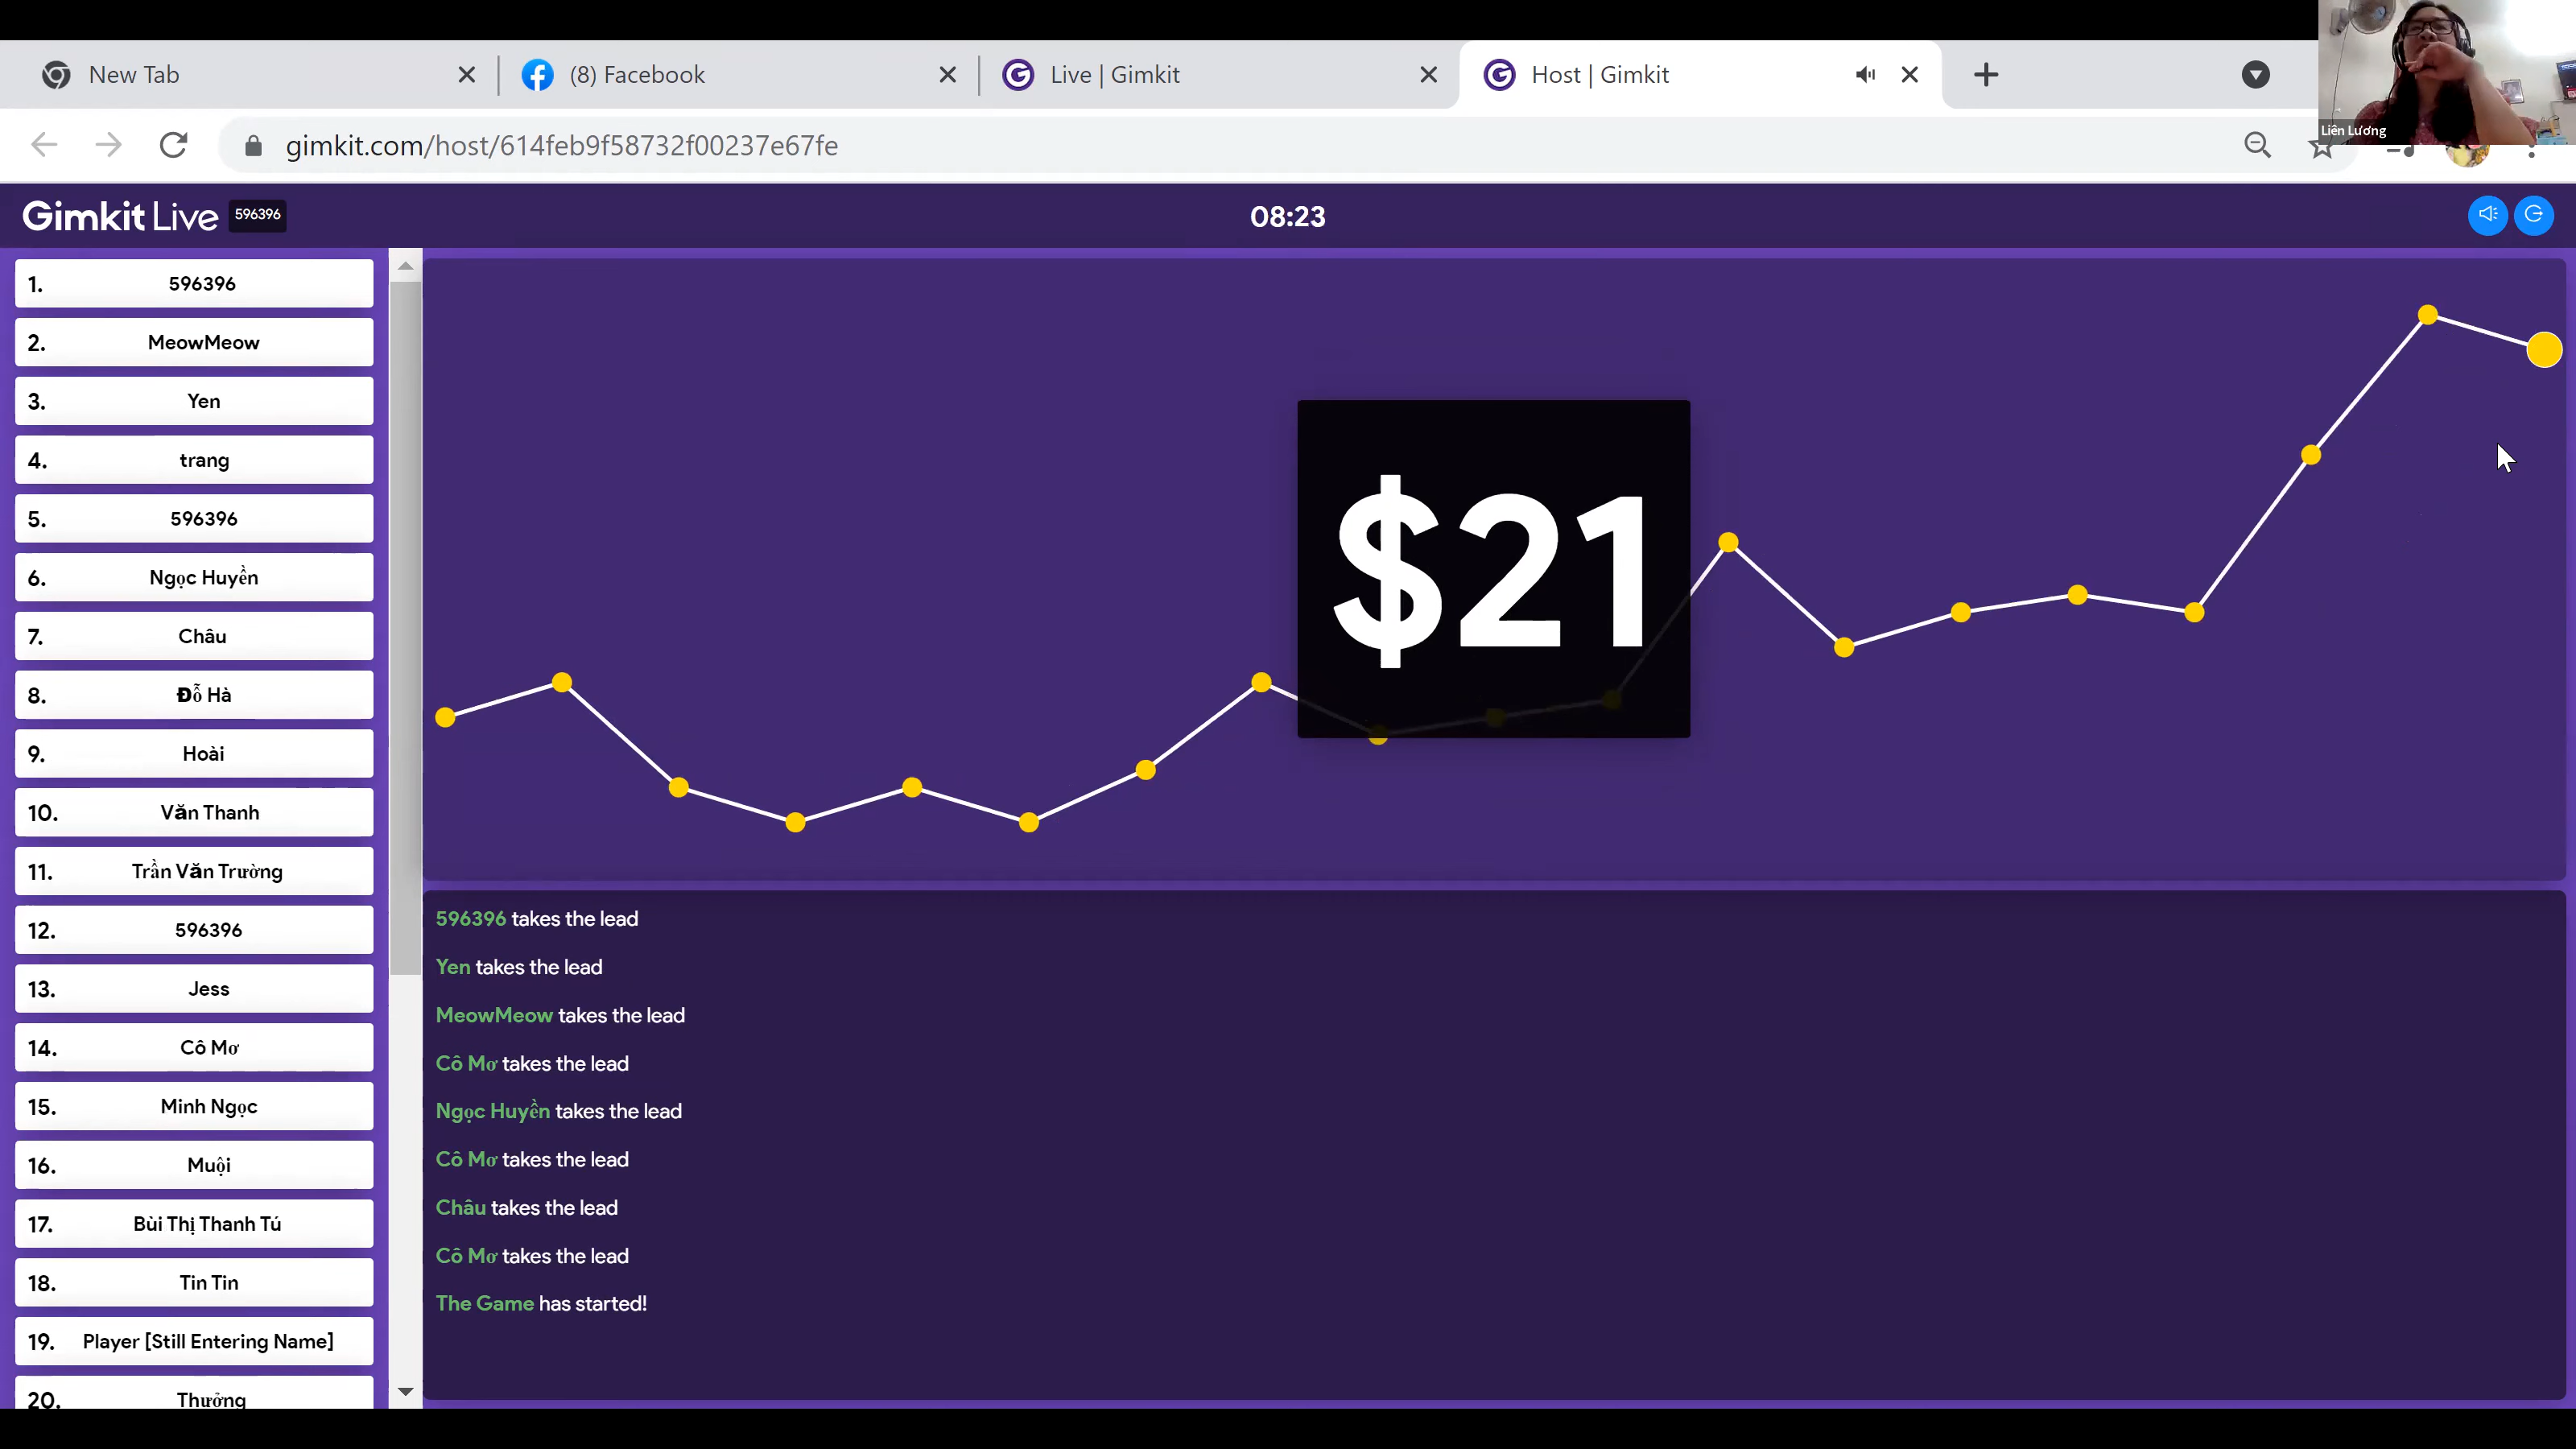 New Tab
(8) Facebook
Live | Gimkit
Host | Gimkit
Liên Lương
gimkit.com/host/614feb9f58732f00237e67fe
Gimkit Live 596396
08:23
1. 596396
2. MeowMeow
3. Yen
4. trang
5. 596396
6. Ngọc Huyền
7. Châu
8. Đỗ Hà
9. Hoài
10. Văn Thanh
11. Trần Văn Trường
12. 596396
13. Jess
14. Cô Mơ
15. Minh Ngọc
16. Muội
17. Bùi Thị Thanh Tú
18. Tin Tin
19. Player [Still Entering Name]
20. Thưởng
$21
596396 takes the lead
Yen takes the lead
MeowMeow takes the lead
Cô Mơ takes the lead
Ngọc Huyền takes the lead
Cô Mơ takes the lead
Châu takes the lead
Cô Mơ takes the lead
The Game has started!